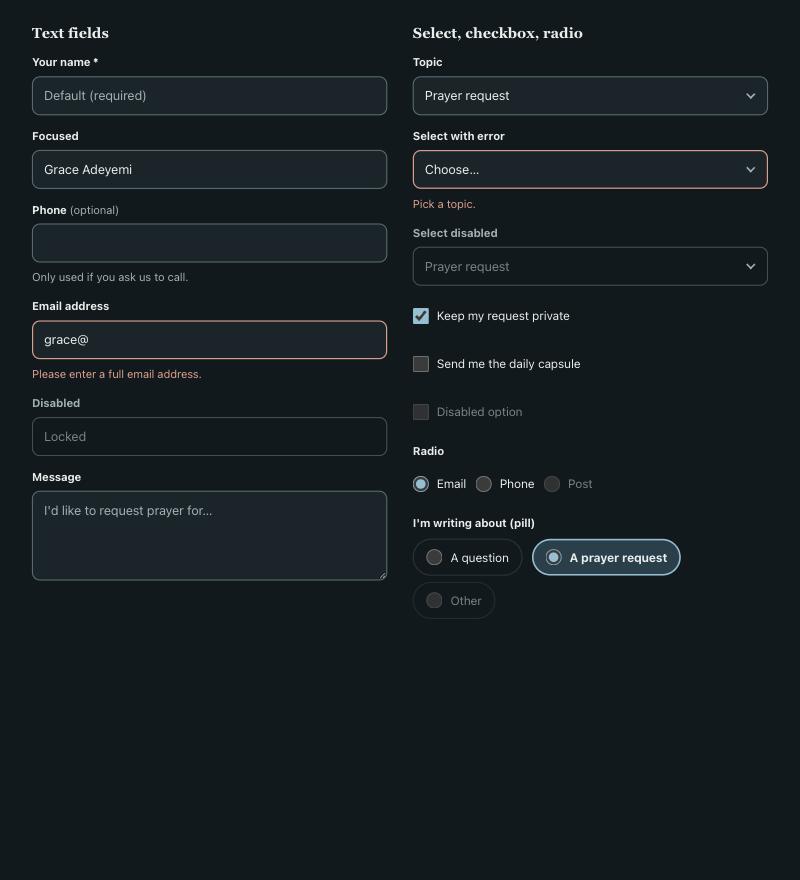 Text fields
Your name *
Default (required)
Focused
Grace Adeyemi
Phone (optional)
Only used if you ask us to call.
Email address
grace@
Please enter a full email address.
Disabled
Locked
Message
I'd like to request prayer for...
Select, checkbox, radio
Topic
Prayer request
Select with error
Choose...
Pick a topic.
Select disabled
Prayer request
Keep my request private
Send me the daily capsule
Disabled option
Radio
Email Phone Post
I'm writing about (pill)
A question A prayer request
Other